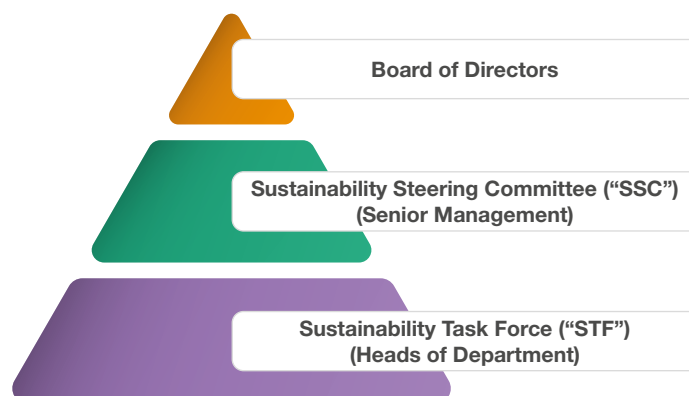 Board of Directors
Sustainability Steering Committee (“SSC”)
(Senior Management)
Sustainability Task Force (“STF”)
(Heads of Department)